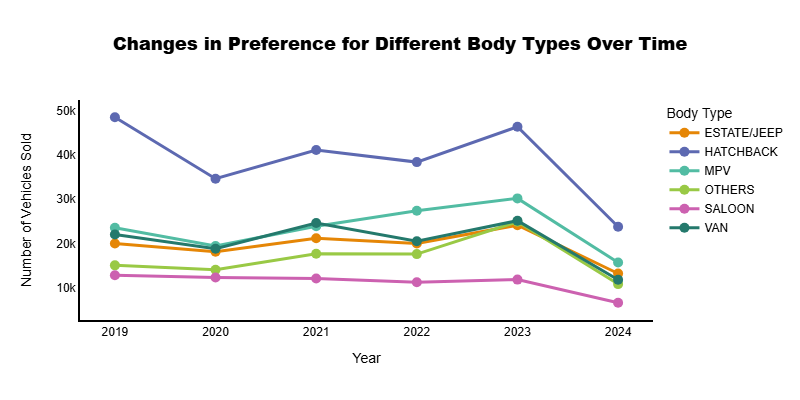 Changes in Preference for Different Body Types Over Time
Number of Vehicles Sold
50k
40k
30k
20k
10k
2019 2020 2021 2022 2023 2024
Year
Body Type
ESTATE/JEEP
HATCHBACK
MPV
OTHERS
SALOON
VAN